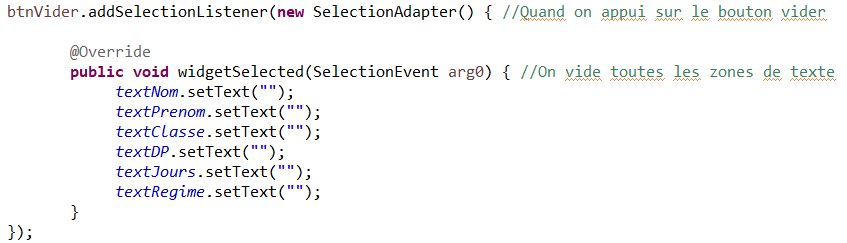 btnVider.addSelectionListener(new SelectionAdapter() { //Quand on appui sur le bouton vider
@Override
public void widgetSelected(SelectionEvent arg0) { //On vide toutes les zones de texte
textNom.setText("");
textPrenom.setText("");
textClasse.setText("");
textDP.setText("");
textJours.setText("");
textRegime.setText("");
}
});